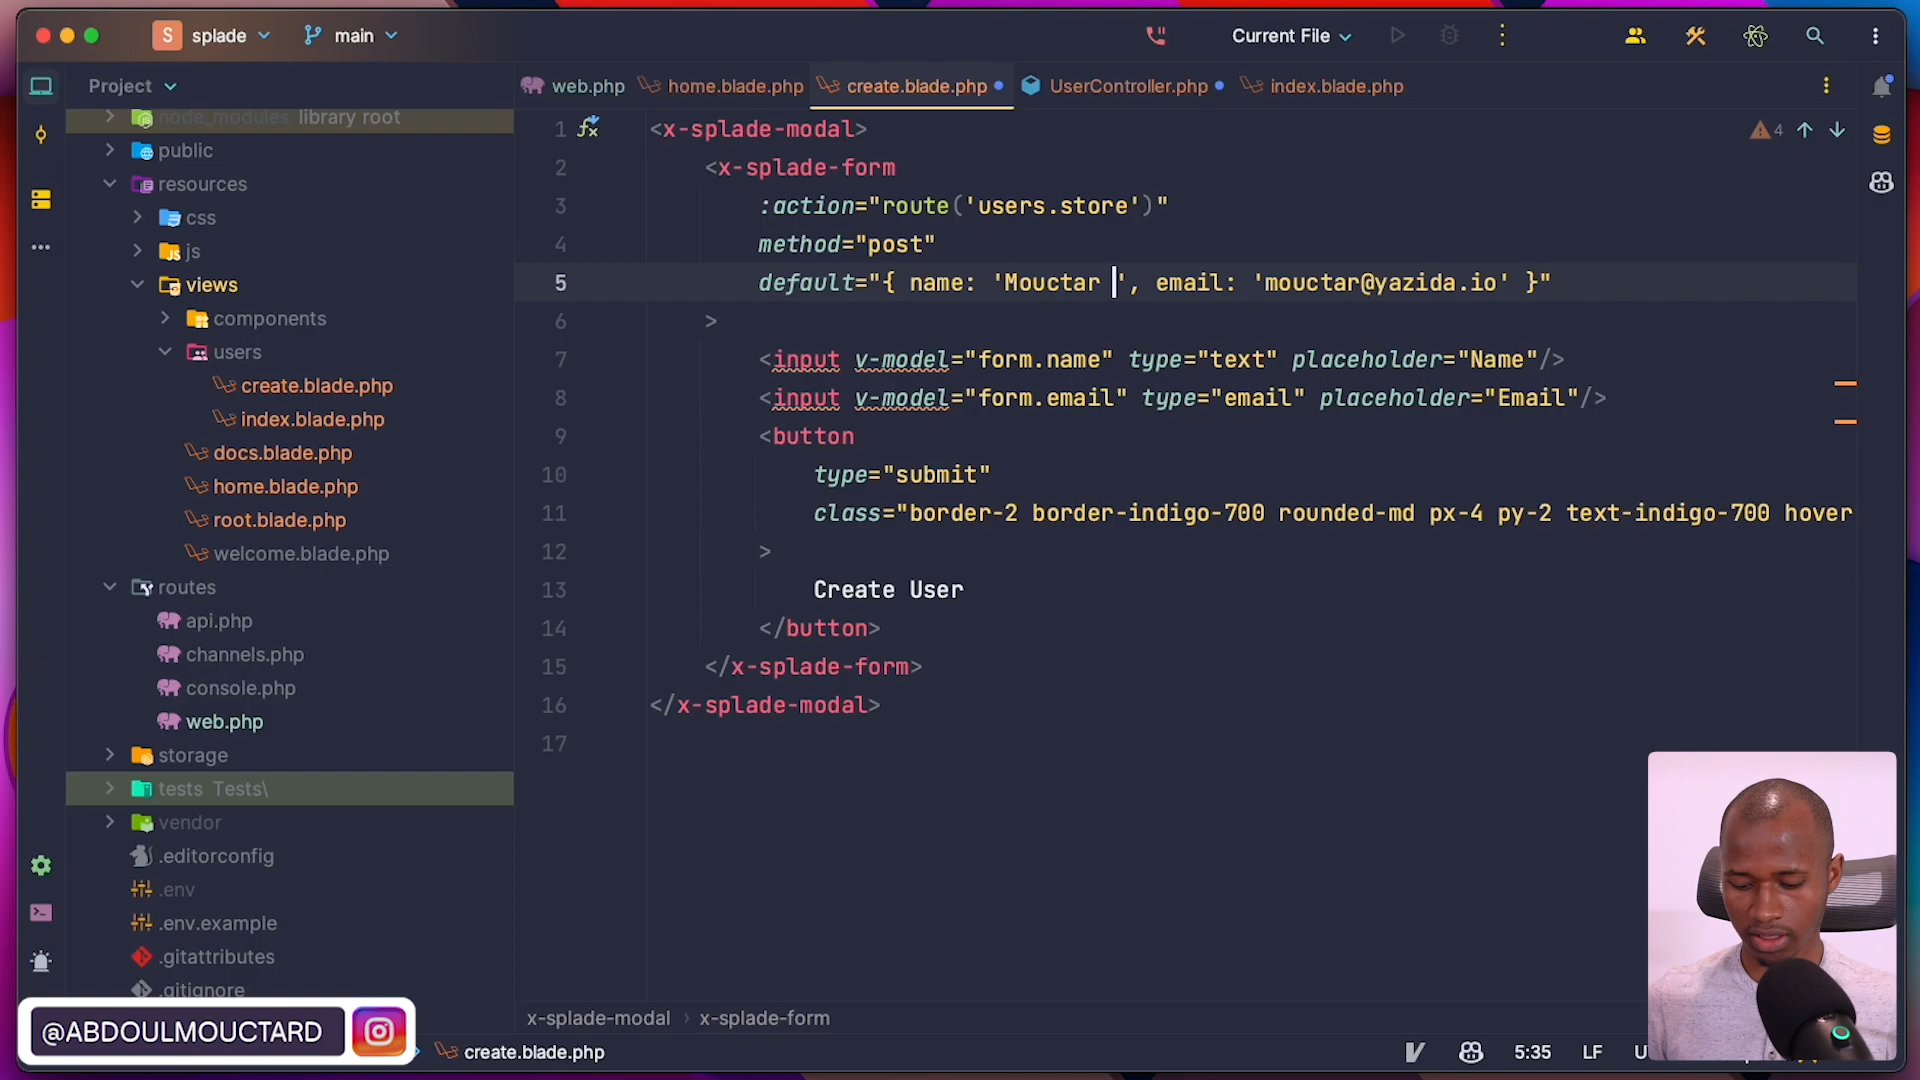 S splade main Current File
Project
web.php home.blade.php create.blade.php UserController.php index.blade.php
node_modules library root
public
resources
css
js
views
components
users
create.blade.php
index.blade.php
docs.blade.php
home.blade.php
root.blade.php
welcome.blade.php
routes
api.php
channels.php
console.php
web.php
storage
tests Tests\
vendor
.editorconfig
.env
.env.example
.gitattributes
.gitignore
1 <x-splade-modal>
4
2 <x-splade-form
3 :action="route('users.store')"
4 method="post"
5 default="{ name: 'Mouctar ', email: 'mouctar@yazida.io' }"
6 >
7 <input v-model="form.name" type="text" placeholder="Name"/>
8 <input v-model="form.email" type="email" placeholder="Email"/>
9 <button
10 type="submit"
11 class="border-2 border-indigo-700 rounded-md px-4 py-2 text-indigo-700 hover
12 >
13 Create User
14 </button>
15 </x-splade-form>
16 </x-splade-modal>
17
x-splade-modal › x-splade-form
@ABDOULMOUCTARD
create.blade.php
5:35 LF